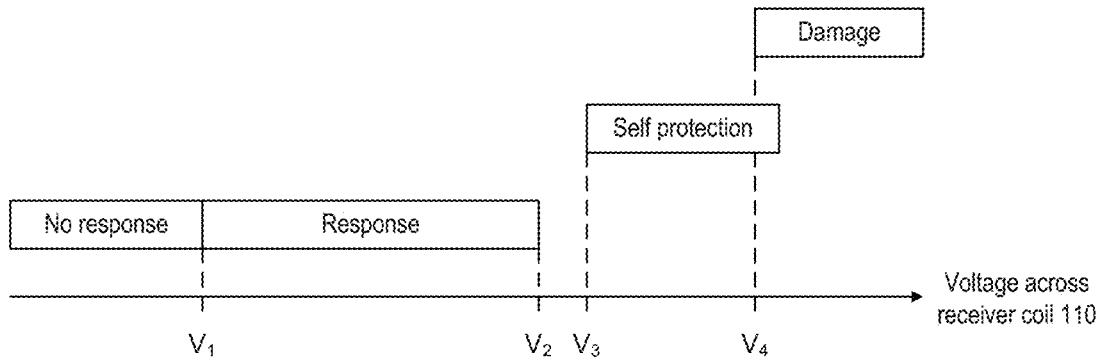 Damage
Self protection
No response
Response
Voltage across
receiver coil 110
V₁
V₂
V₃
V₄